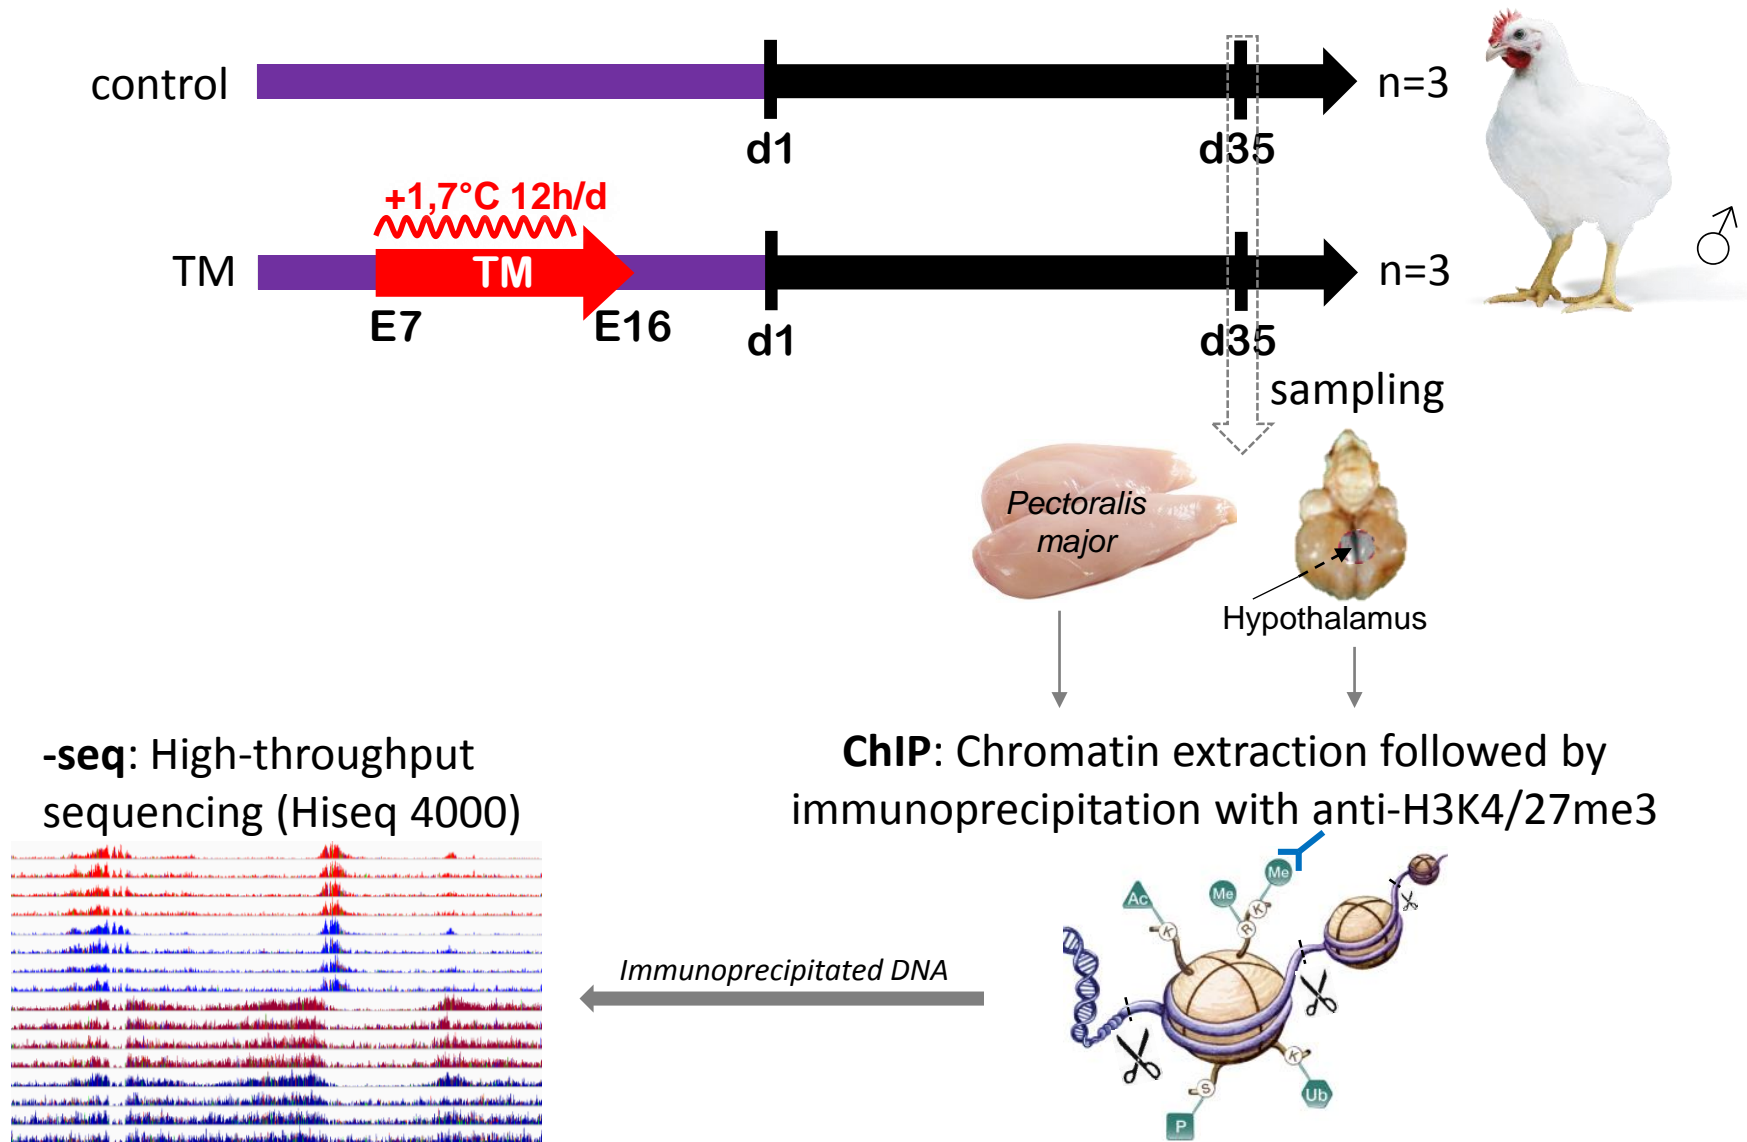 control
n=3
d1
d35
+1,7°C 12h/d
TM
TM
n=3
E7
E16
d1
d35
sampling
Pectoralis
major
Hypothalamus
-seq: High-throughput
sequencing (Hiseq 4000)
ChIP: Chromatin extraction followed by
immunoprecipitation with anti-H3K4/27me3
Immunoprecipitated DNA
Ac
Me
Me
K
R
K
S
K
P
Ub